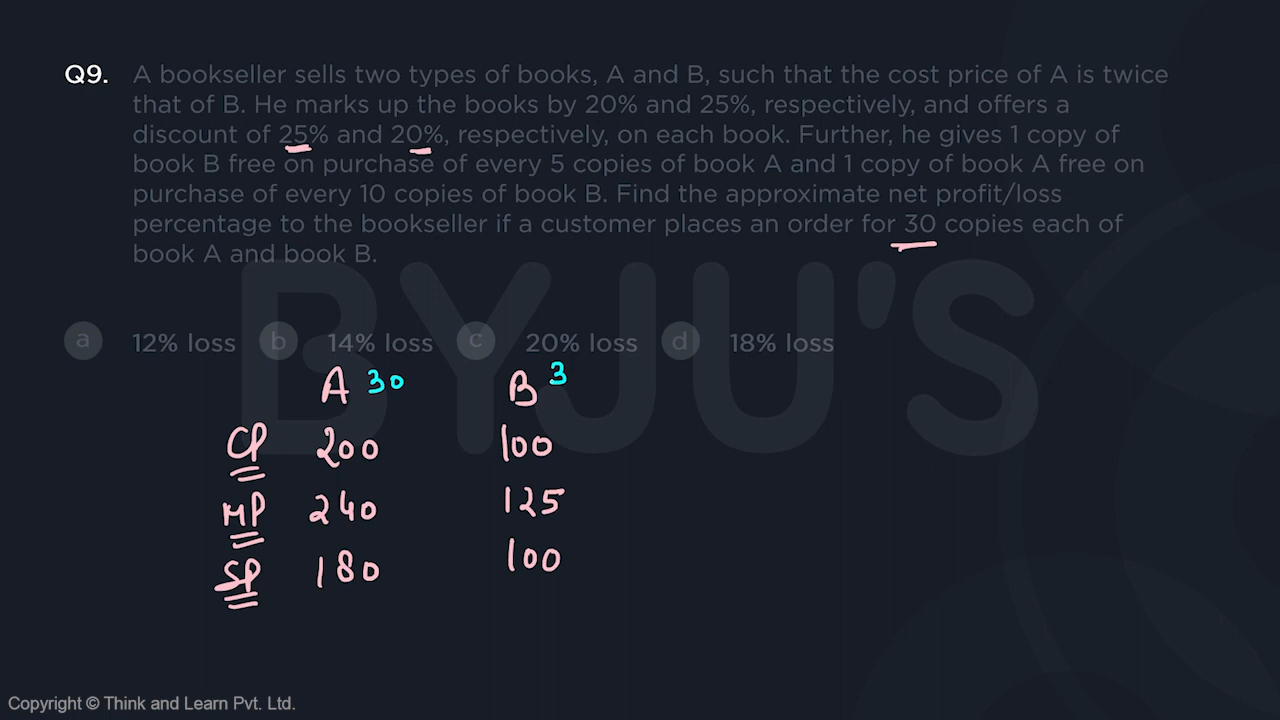 Q9. A bookseller sells two types of books, A and B, such that the cost price of A is twice
that of B. He marks up the books by 20% and 25%, respectively, and offers a
discount of 25% and 20%, respectively, on each book. Further, he gives 1 copy of
book B free on purchase of every 5 copies of book A and 1 copy of book A free on
purchase of every 10 copies of book B. Find the approximate net profit/loss
percentage to the bookseller if a customer places an order for 30 copies each of
book A and book B.
BYJU'S
a 12% loss b 14% loss c 20% loss d 18% loss
A 30 B 3
CP 200 100
MP 240 125
SP 180 100
Copyright © Think and Learn Pvt. Ltd.